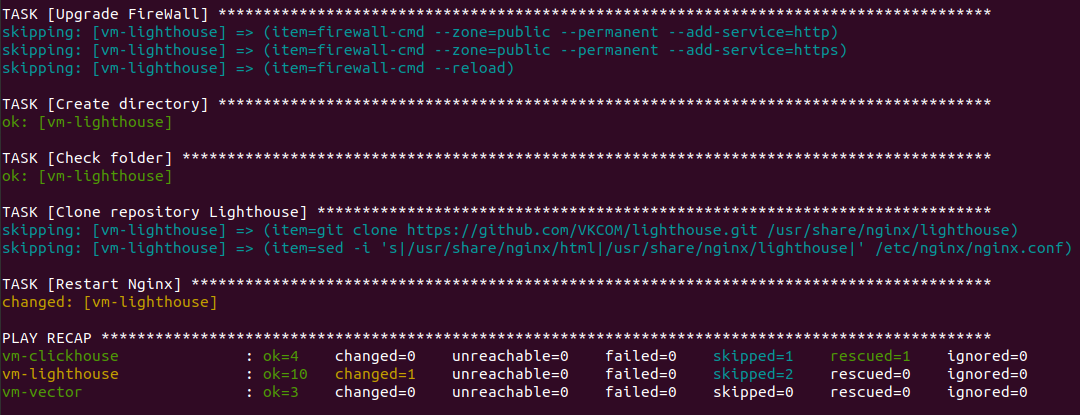 TASK [Upgrade FireWall] **************************************************************************************
skipping: [vm-lighthouse] => (item=firewall-cmd --zone=public --permanent --add-service=http)
skipping: [vm-lighthouse] => (item=firewall-cmd --zone=public --permanent --add-service=https)
skipping: [vm-lighthouse] => (item=firewall-cmd --reload)
TASK [Create directory] **************************************************************************************
ok: [vm-lighthouse]
TASK [Check folder] ******************************************************************************************
ok: [vm-lighthouse]
TASK [Clone repository Lighthouse] ***************************************************************************
skipping: [vm-lighthouse] => (item=git clone https://github.com/VKCOM/lighthouse.git /usr/share/nginx/lighthouse)
skipping: [vm-lighthouse] => (item=sed -i 's|/usr/share/nginx/html|/usr/share/nginx/lighthouse|' /etc/nginx/nginx.conf)
TASK [Restart Nginx] *****************************************************************************************
changed: [vm-lighthouse]
PLAY RECAP ***************************************************************************************************
vm-clickhouse              : ok=4    changed=0    unreachable=0    failed=0    skipped=1    rescued=1    ignored=0
vm-lighthouse              : ok=10   changed=1    unreachable=0    failed=0    skipped=2    rescued=0    ignored=0
vm-vector                  : ok=3    changed=0    unreachable=0    failed=0    skipped=0    rescued=0    ignored=0